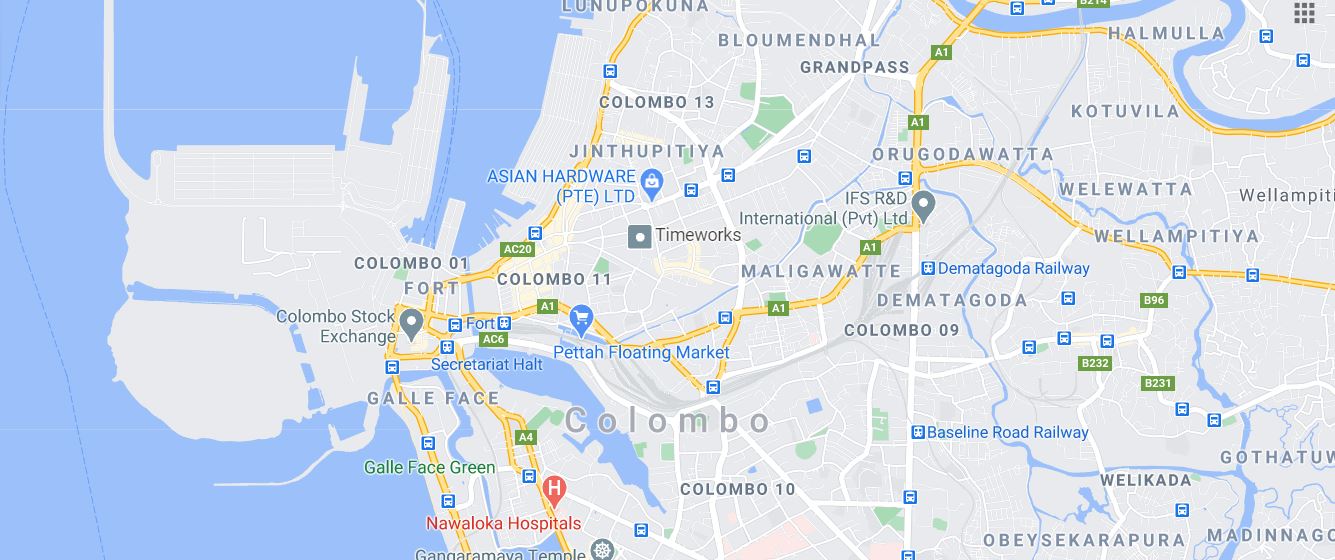 LUNUPOKUNA
B214
BLOUMENDHAL
HALMULLA
A1
GRANDPASS
COLOMBO 13
KOTUVILA
A1
JINTHUPITIYA
ORUGODAWATTA
ASIAN HARDWARE
(PTE) LTD
WELEWATTA
Wellampiti
IFS R&D
International (Pvt) Ltd
Timeworks
WELLAMPITIYA
AC20
A1
COLOMBO 01
COLOMBO 11
MALIGAWATTE
Dematagoda Railway
FORT
A1
A1
DEMATAGODA
B96
Colombo Stock
Exchange
Fort
AC6
COLOMBO 09
Pettah Floating Market
Secretariat Halt
B232
B231
GALLE FACE
Colombo
A4
Baseline Road Railway
Galle Face Green
GOTHATUW
H
COLOMBO 10
WELIKADA
Nawaloka Hospitals
OBEYSEKARAPURA
MADINNAGO
Gangaramaya Temple